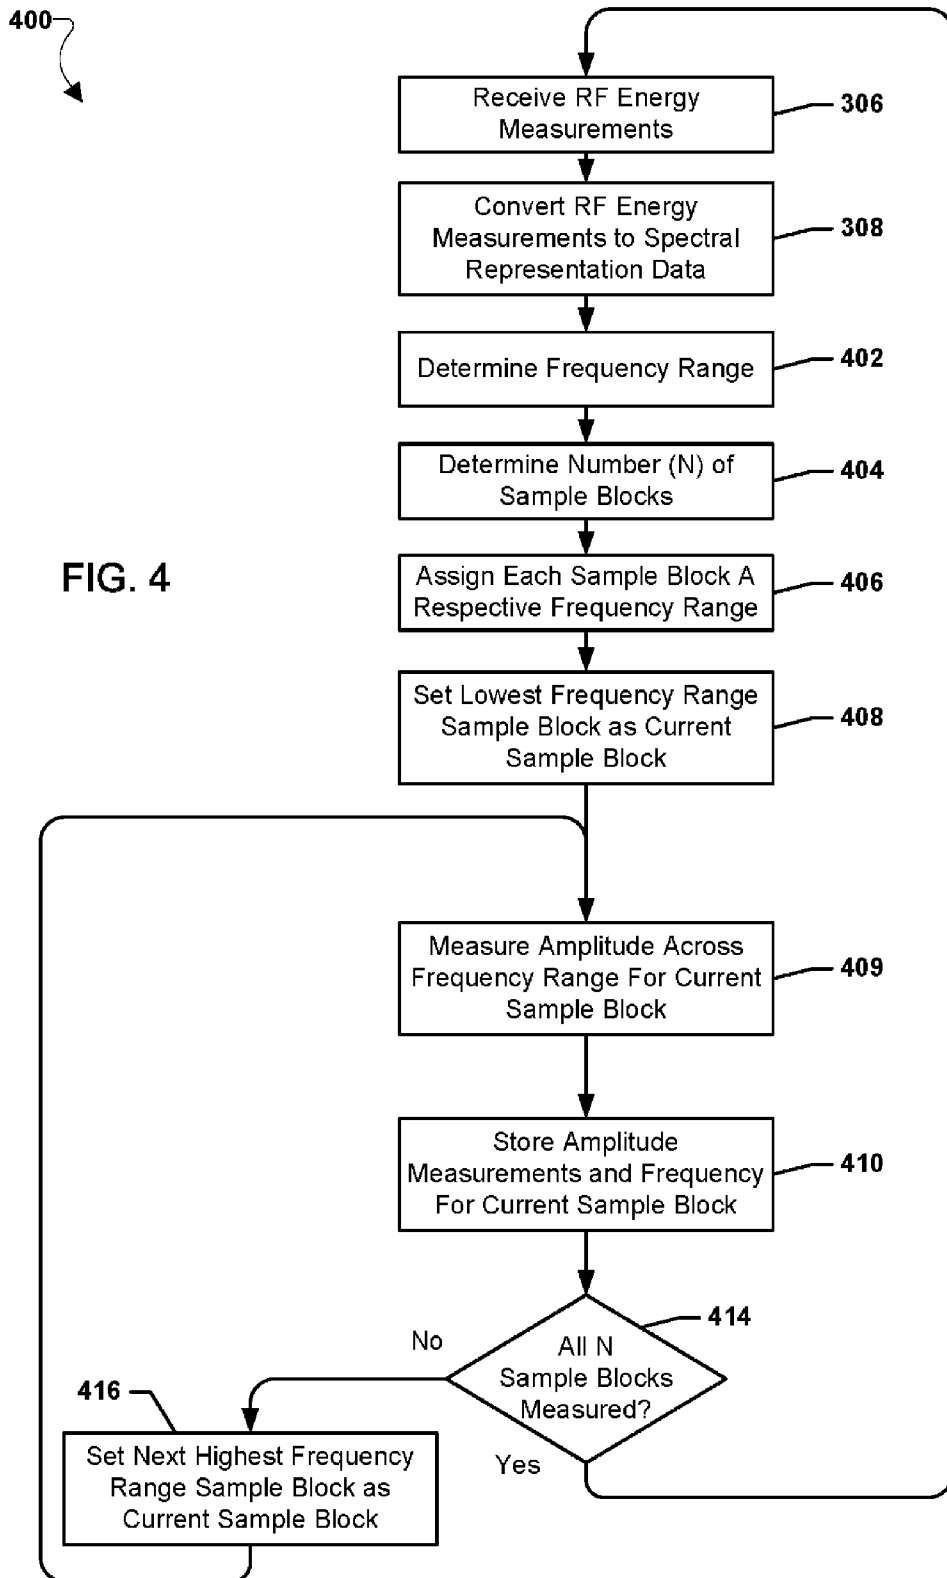 400
Receive RF Energy
Measurements
306
Convert RF Energy
Measurements to Spectral
Representation Data
308
Determine Frequency Range
402
Determine Number (N) of
Sample Blocks
404
FIG. 4
Assign Each Sample Block A
Respective Frequency Range
406
Set Lowest Frequency Range
Sample Block as Current
Sample Block
408
Measure Amplitude Across
Frequency Range For Current
Sample Block
409
Store Amplitude
Measurements and Frequency
For Current Sample Block
410
All N
Sample Blocks
Measured?
414
No
Yes
416
Set Next Highest Frequency
Range Sample Block as
Current Sample Block